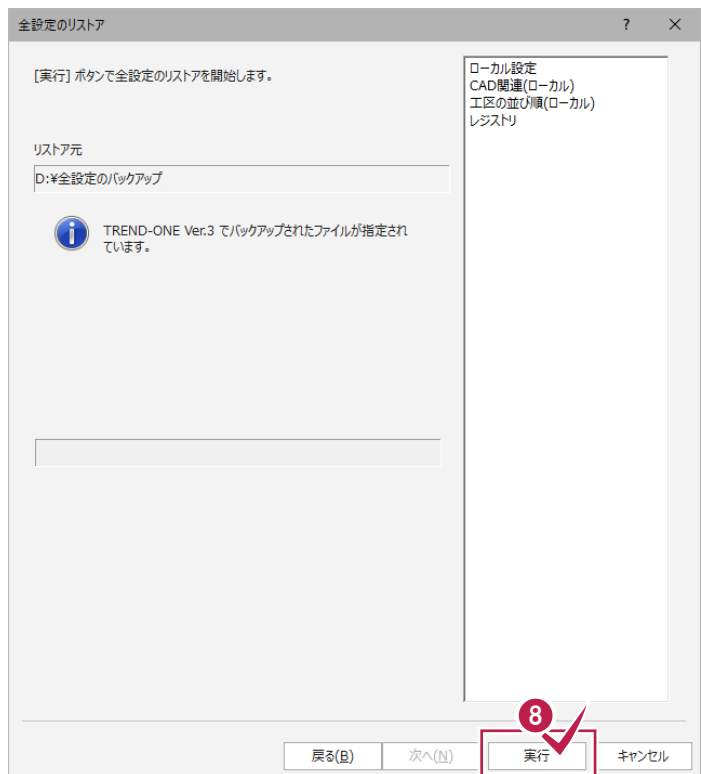 全設定のリストア
? ×
[実行] ボタンで全設定のリストアを開始します。
リストア元
D:¥全設定のバックアップ
TREND-ONE Ver.3 でバックアップされたファイルが指定され
ています。
ローカル設定
CAD関連(ローカル)
工区の並び順(ローカル)
レジストリ
8
戻る(B)
次へ(N)
実行
キャンセル